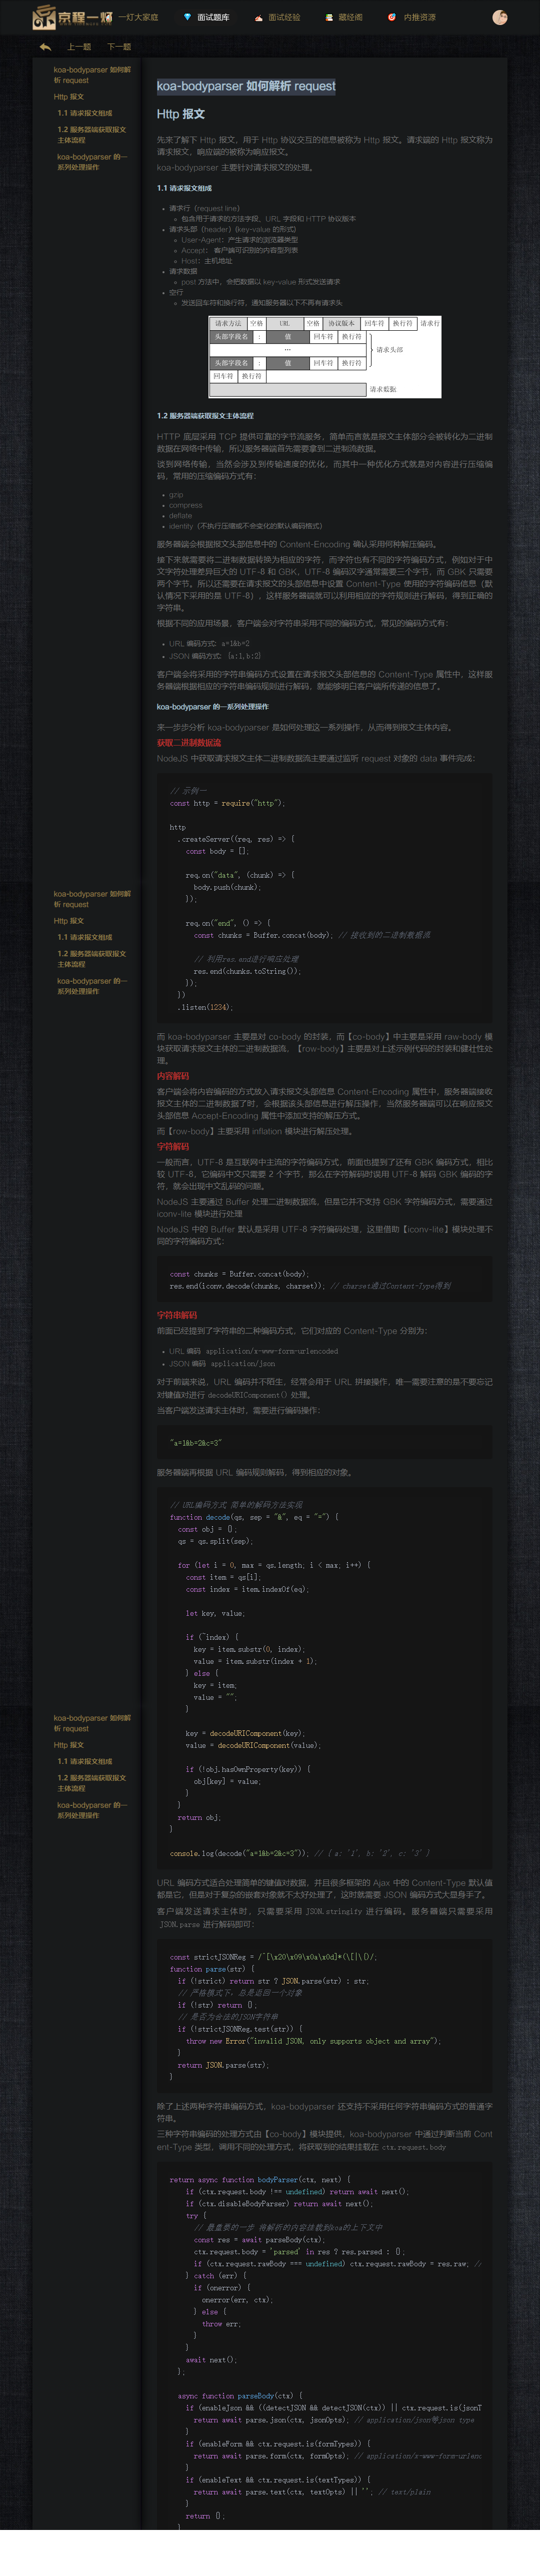 京程一灯
一灯大家庭
面试题库
面试经验
藏经阁
内推资源
上一题
下一题
koa-bodyparser 如何解
析 request
Http 报文
1.1 请求报文组成
1.2 服务器端获取报文
主体流程
koa-bodyparser 的一
系列处理操作
koa-bodyparser 如何解析 request
Http 报文
先来了解下 Http 报文，用于 Http 协议交互的信息被称为 Http 报文。请求端的 Http 报文称为
请求报文，响应端的被称为响应报文。
koa-bodyparser 主要针对请求报文的处理。
1.1 请求报文组成
请求行（request line）
包含用于请求的方法字段，URL 字段和 HTTP 协议版本
请求头部（header）(key-value 的形式)
User-Agent：产生请求的浏览器类型
Accept： 客户端可识别的内容型列表
Host：主机地址
请求数据
post 方法中，会把数据以 key-value 形式发送请求
空行
发送回车符和换行符，通知服务器以下不再有请求头
请求方法 空格 URL 空格 协议版本 回车符 换行符 请求行
头部字段名 : 值 回车符 换行符
... 请求头部
头部字段名 : 值 回车符 换行符
回车符 换行符
请求数据
1.2 服务器端获取报文主体流程
HTTP 底层采用 TCP 提供可靠的字节流服务，简单而言就是报文主体部分会被转化为二进制
数据在网络中传输，所以服务器端首先需要拿到二进制流数据。
谈到网络传输，当然会涉及到传输速度的优化，而其中一种优化方式就是对内容进行压缩编
码，常用的压缩编码方式有：
gzip
compress
deflate
identity（不执行压缩或不会变化的默认编码格式）
服务器端会根据报文头部信息中的 Content-Encoding 确认采用何种解压编码。
接下来就需要将二进制数据转换为相应的字符，而字符也有不同的字符编码方式，例如对于中
文字符处理差异巨大的 UTF-8 和 GBK，UTF-8 编码汉字通常需要三个字节，而 GBK 只需要
两个字节。所以还需要在请求报文的头部信息中设置 Content-Type 使用的字符编码信息（默
认情况下采用的是 UTF-8），这样服务器端就可以利用相应的字符规则进行解码，得到正确的
字符串。
根据不同的应用场景，客户端会对字符串采用不同的编码方式，常见的编码方式有：
URL 编码方式: a=1&b=2
JSON 编码方式: {a:1,b:2}
客户端会将采用的字符串编码方式设置在请求报文头部信息的 Content-Type 属性中，这样服
务器端根据相应的字符串编码规则进行解码，就能够明白客户端所传递的信息了。
koa-bodyparser 的一系列处理操作
来一步步分析 koa-bodyparser 是如何处理这一系列操作，从而得到报文主体内容。
获取二进制数据流
NodeJS 中获取请求报文主体二进制数据流主要通过监听 request 对象的 data 事件完成：
// 示例一
const http = require("http");
http
.createServer((req, res) => {
const body = [];
req.on("data", (chunk) => {
body.push(chunk);
});
req.on("end", () => {
const chunks = Buffer.concat(body); // 接收到的二进制数据流
// 利用res.end进行响应处理
res.end(chunks.toString());
});
})
.listen(1234);
koa-bodyparser 如何解
析 request
Http 报文
1.1 请求报文组成
1.2 服务器端获取报文
主体流程
koa-bodyparser 的一
系列处理操作
而 koa-bodyparser 主要是对 co-body 的封装，而【co-body】中主要是采用 raw-body 模
块获取请求报文主体的二进制数据流，【row-body】主要是对上述示例代码的封装和健壮性处
理。
内容解码
客户端会将内容编码的方式放入请求报文头部信息 Content-Encoding 属性中，服务器端接收
报文主体的二进制数据了时，会根据该头部信息进行解压操作，当然服务器端可以在响应报文
头部信息 Accept-Encoding 属性中添加支持的解压方式。
而【row-body】主要采用 inflation 模块进行解压处理。
字符解码
一般而言，UTF-8 是互联网中主流的字符编码方式，前面也提到了还有 GBK 编码方式，相比
较 UTF-8，它编码中文只需要 2 个字节，那么在字符解码时误用 UTF-8 解码 GBK 编码的字
符，就会出现中文乱码的问题。
NodeJS 主要通过 Buffer 处理二进制数据流，但是它并不支持 GBK 字符编码方式，需要通过
iconv-lite 模块进行处理
NodeJS 中的 Buffer 默认是采用 UTF-8 字符编码处理，这里借助【iconv-lite】模块处理不
同的字符编码方式：
const chunks = Buffer.concat(body);
res.end(iconv.decode(chunks, charset)); // charset通过Content-Type得到
字符串解码
前面已经提到了字符串的二种编码方式，它们对应的 Content-Type 分别为：
URL 编码 application/x-www-form-urlencoded
JSON 编码 application/json
对于前端来说，URL 编码并不陌生，经常会用于 URL 拼接操作，唯一需要注意的是不要忘记
对键值对进行 decodeURIComponent() 处理。
当客户端发送请求主体时，需要进行编码操作：
"a=1&b=2&c=3"
服务器端再根据 URL 编码规则解码，得到相应的对象。
// URL编码方式 简单的解码方法实现
function decode(qs, sep = "&", eq = "=") {
const obj = {};
qs = qs.split(sep);
for (let i = 0, max = qs.length; i < max; i++) {
const item = qs[i];
const index = item.indexOf(eq);
let key, value;
if (~index) {
key = item.substr(0, index);
value = item.substr(index + 1);
} else {
key = item;
value = "";
}
key = decodeURIComponent(key);
value = decodeURIComponent(value);
if (!obj.hasOwnProperty(key)) {
obj[key] = value;
}
}
return obj;
}
console.log(decode("a=1&b=2&c=3")); // { a: '1', b: '2', c: '3' }
koa-bodyparser 如何解
析 request
Http 报文
1.1 请求报文组成
1.2 服务器端获取报文
主体流程
koa-bodyparser 的一
系列处理操作
URL 编码方式适合处理简单的键值对数据，并且很多框架的 Ajax 中的 Content-Type 默认值
都是它，但是对于复杂的嵌套对象就不太好处理了，这时就需要 JSON 编码方式大显身手了。
客户端发送请求主体时，只需要采用 JSON.stringify 进行编码。服务器端只需要采用
JSON.parse 进行解码即可：
const strictJSONReg = /^[\x20\x09\x0a\x0d]*(\[|\{)/;
function parse(str) {
if (!strict) return str ? JSON.parse(str) : str;
// 严格模式下，总是返回一个对象
if (!str) return {};
// 是否为合法的JSON字符串
if (!strictJSONReg.test(str)) {
throw new Error("invalid JSON, only supports object and array");
}
return JSON.parse(str);
}
除了上述两种字符串编码方式，koa-bodyparser 还支持不采用任何字符串编码方式的普通字
符串。
三种字符串编码的处理方式由【co-body】模块提供，koa-bodyparser 中通过判断当前 Cont
ent-Type 类型，调用不同的处理方式，将获取到的结果挂载在 ctx.request.body
return async function bodyParser(ctx, next) {
if (ctx.request.body !== undefined) return await next();
if (ctx.disableBodyParser) return await next();
try {
// 最重要的一步 将解析的内容挂载到koa的上下文中
const res = await parseBody(ctx);
ctx.request.body = 'parsed' in res ? res.parsed : {};
if (ctx.request.rawBody === undefined) ctx.request.rawBody = res.raw; //
} catch (err) {
if (onerror) {
onerror(err, ctx);
} else {
throw err;
}
}
await next();
};
async function parseBody(ctx) {
if (enableJson && ((detectJSON && detectJSON(ctx)) || ctx.request.is(jsonT
return await parse.json(ctx, jsonOpts); // application/json等json type
}
if (enableForm && ctx.request.is(formTypes)) {
return await parse.form(ctx, formOpts); // application/x-www-form-urlenc
}
if (enableText && ctx.request.is(textTypes)) {
return await parse.text(ctx, textOpts) || ''; // text/plain
}
return {};
}